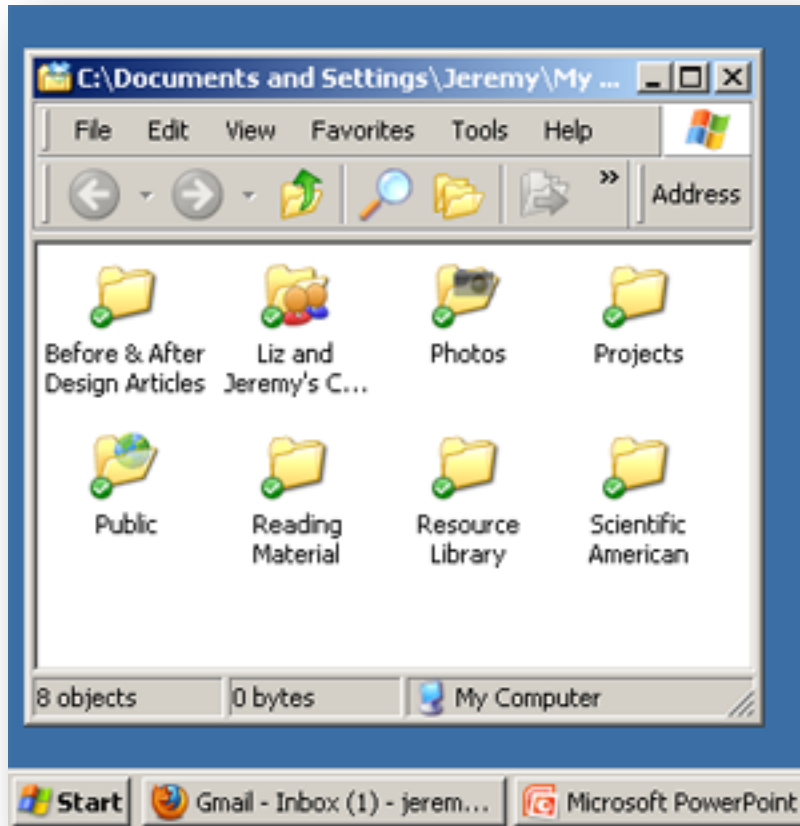 C:\Documents and Settings\Jeremy\My ...
File Edit View Favorites Tools Help
» Address
Before & After
Design Articles
Liz and
Jeremy's C...
Photos
Projects
Public
Reading
Material
Resource
Library
Scientific
American
8 objects 0 bytes My Computer
Start Gmail - Inbox (1) - jerem... Microsoft PowerPoint